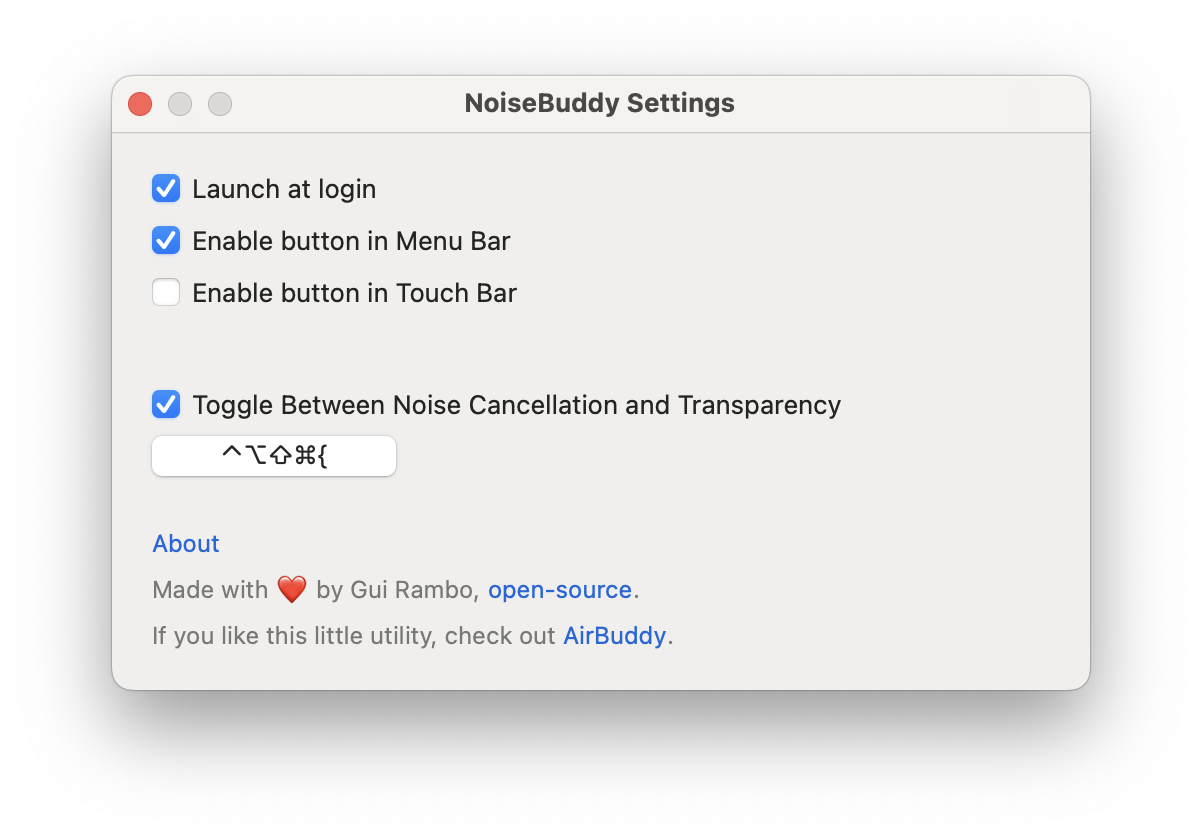 NoiseBuddy Settings
Launch at login
Enable button in Menu Bar
Enable button in Touch Bar
Toggle Between Noise Cancellation and Transparency
^⌥⇧⌘{
About
Made with ❤️ by Gui Rambo, open-source.
If you like this little utility, check out AirBuddy.